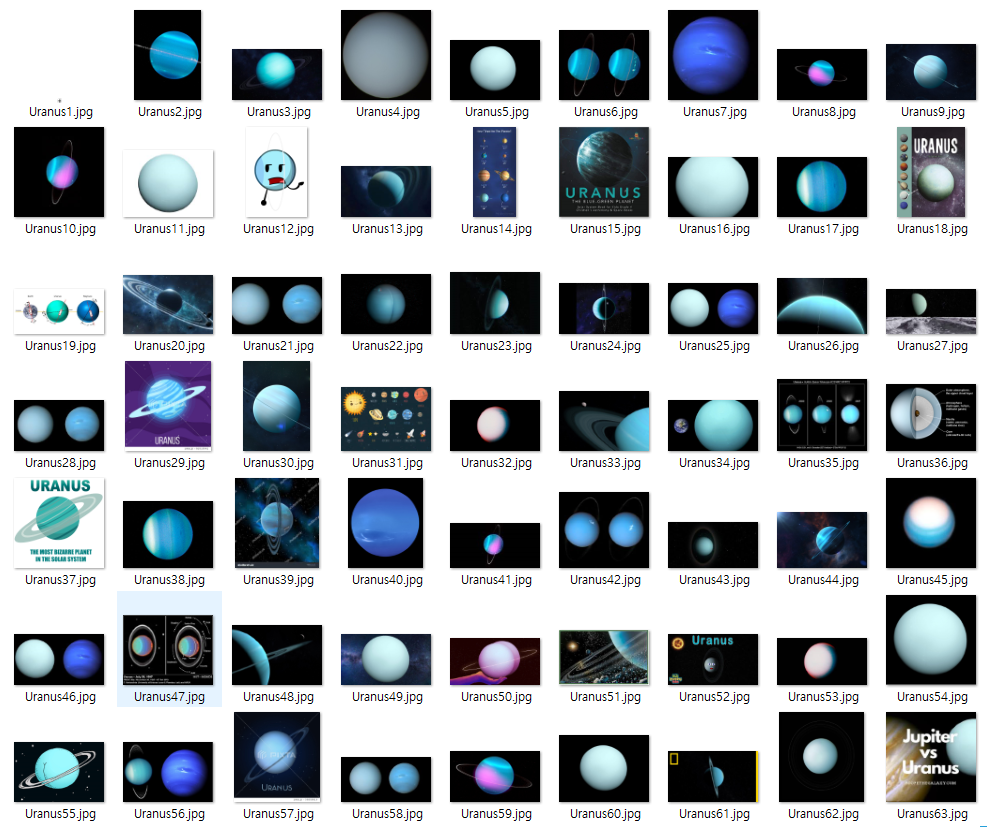 Uranus1.jpg
Uranus2.jpg
Uranus3.jpg
Uranus4.jpg
Uranus5.jpg
Uranus6.jpg
Uranus7.jpg
Uranus8.jpg
Uranus9.jpg
URANUS
THE BLUE-GREEN PLANET
URANUS
Uranus10.jpg
Uranus11.jpg
Uranus12.jpg
Uranus13.jpg
Uranus14.jpg
Uranus15.jpg
Uranus16.jpg
Uranus17.jpg
Uranus18.jpg
Uranus19.jpg
Uranus20.jpg
Uranus21.jpg
Uranus22.jpg
Uranus23.jpg
Uranus24.jpg
Uranus25.jpg
Uranus26.jpg
Uranus27.jpg
URANUS
Uranus28.jpg
Uranus29.jpg
Uranus30.jpg
Uranus31.jpg
Uranus32.jpg
Uranus33.jpg
Uranus34.jpg
Uranus35.jpg
Uranus36.jpg
URANUS
THE MOST BIZARRE PLANET
IN THE SOLAR SYSTEM
Uranus37.jpg
Uranus38.jpg
Uranus39.jpg
Uranus40.jpg
Uranus41.jpg
Uranus42.jpg
Uranus43.jpg
Uranus44.jpg
Uranus45.jpg
Uranus
Uranus46.jpg
Uranus47.jpg
Uranus48.jpg
Uranus49.jpg
Uranus50.jpg
Uranus51.jpg
Uranus52.jpg
Uranus53.jpg
Uranus54.jpg
URANUS
Jupiter
vs
Uranus
Uranus55.jpg
Uranus56.jpg
Uranus57.jpg
Uranus58.jpg
Uranus59.jpg
Uranus60.jpg
Uranus61.jpg
Uranus62.jpg
Uranus63.jpg